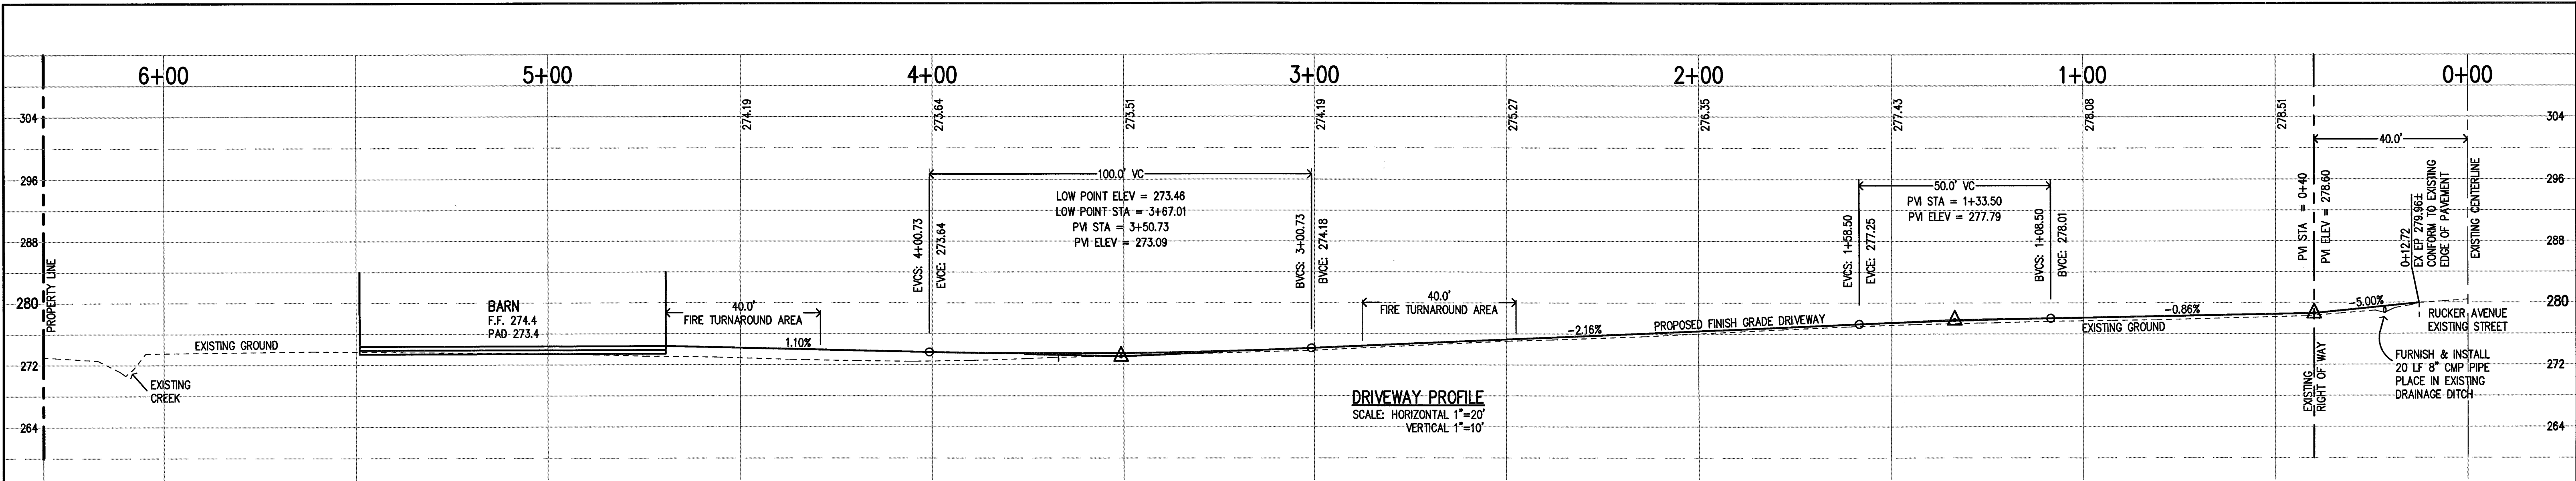 6+00
5+00
4+00
3+00
2+00
1+00
0+00
274.19
273.64
273.51
274.19
275.27
276.35
277.43
278.08
278.51
304
304
296
296
288
288
280
280
272
272
264
264
PROPERTY LINE
EXISTING GROUND
EXISTING
CREEK
BARN
F.F. 274.4
PAD 273.4
40.0'
FIRE TURNAROUND AREA
1.10%
EVCS: 4+00.73
EVCE: 273.64
100.0' VC
LOW POINT ELEV = 273.46
LOW POINT STA = 3+67.01
PVI STA = 3+50.73
PVI ELEV = 273.09
BVCS: 3+00.73
BVCE: 274.18
40.0'
FIRE TURNAROUND AREA
-2.16%
PROPOSED FINISH GRADE DRIVEWAY
EVCS: 1+58.50
EVCE: 277.25
50.0' VC
PVI STA = 1+33.50
PVI ELEV = 277.79
BVCS: 1+08.50
BVCE: 278.01
EXISTING GROUND
-0.86%
PVI STA = 0+40
PVI ELEV = 278.60
40.0'
0+12.72
EX EP 279.96±
CONFORM TO EXISTING
EDGE OF PAVEMENT
EXISTING CENTERLINE
-5.00%
RUCKER AVENUE
EXISTING STREET
FURNISH & INSTALL
20 LF 8" CMP PIPE
PLACE IN EXISTING
DRAINAGE DITCH
EXISTING
RIGHT OF WAY
DRIVEWAY PROFILE
SCALE: HORIZONTAL 1"=20'
VERTICAL 1"=10'